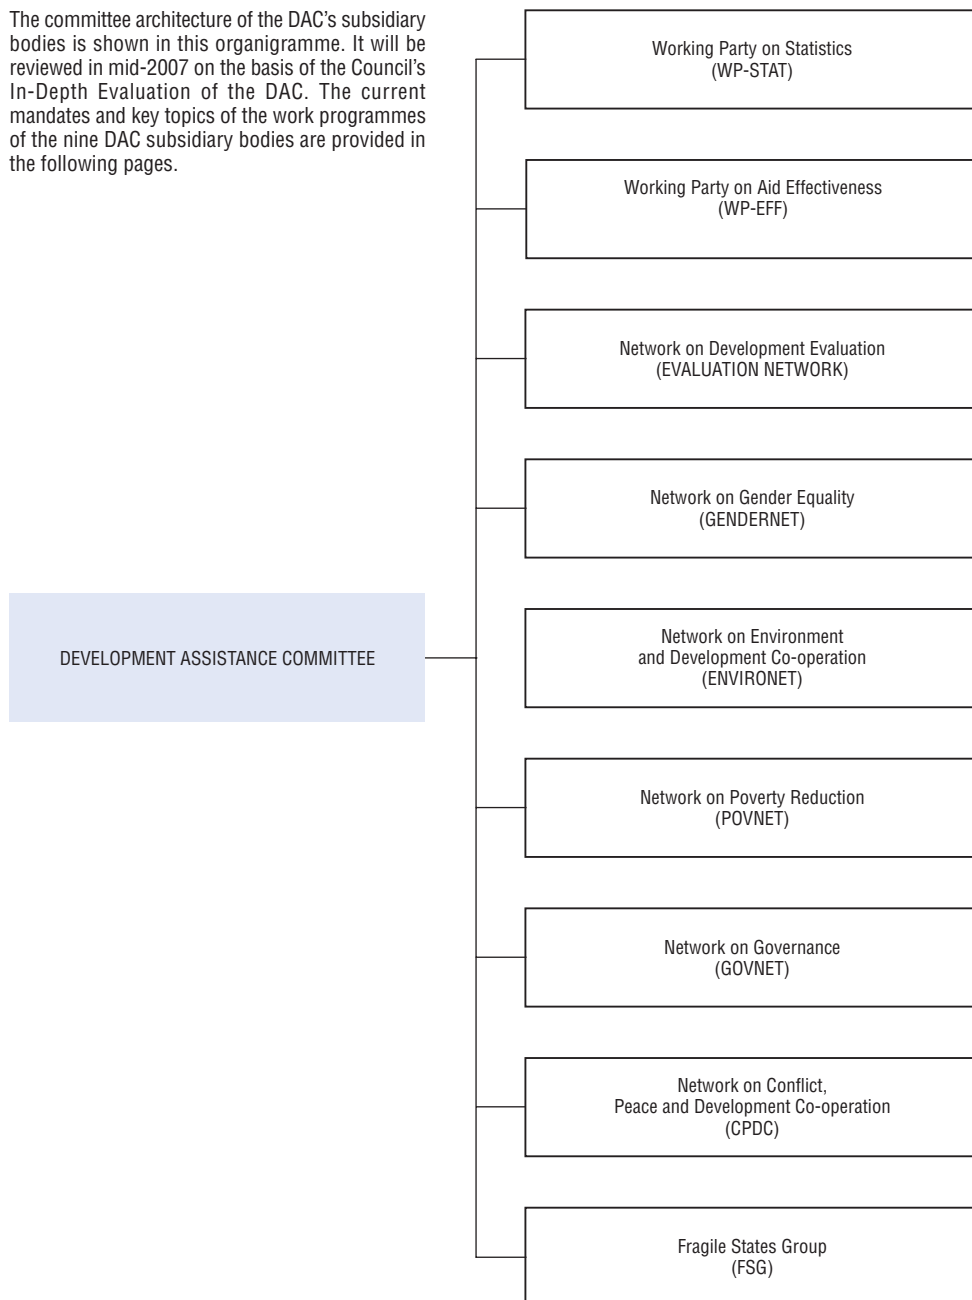 The committee architecture of the DAC's subsidiary
bodies is shown in this organigramme. It will be
reviewed in mid-2007 on the basis of the Council's
In-Depth Evaluation of the DAC. The current
mandates and key topics of the work programmes
of the nine DAC subsidiary bodies are provided in
the following pages.
DEVELOPMENT ASSISTANCE COMMITTEE
Working Party on Statistics
(WP-STAT)
Working Party on Aid Effectiveness
(WP-EFF)
Network on Development Evaluation
(EVALUATION NETWORK)
Network on Gender Equality
(GENDERNET)
Network on Environment
and Development Co-operation
(ENVIRONET)
Network on Poverty Reduction
(POVNET)
Network on Governance
(GOVNET)
Network on Conflict,
Peace and Development Co-operation
(CPDC)
Fragile States Group
(FSG)